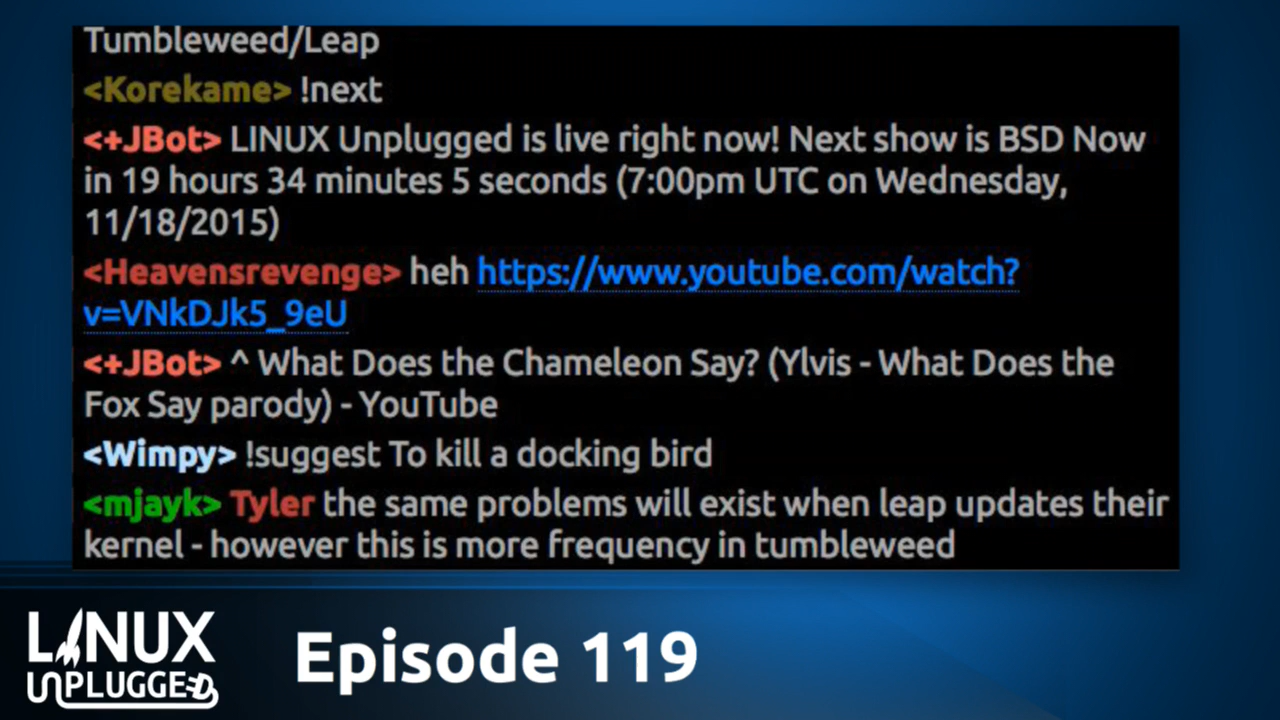 Tumbleweed/Leap
<Korekame> !next
<+JBot> LINUX Unplugged is live right now! Next show is BSD Now
in 19 hours 34 minutes 5 seconds (7:00pm UTC on Wednesday,
11/18/2015)
<Heavensrevenge> heh https://www.youtube.com/watch?
v=VNkDJk5_9eU
<+JBot> ^ What Does the Chameleon Say? (Ylvis - What Does the
Fox Say parody) - YouTube
<Wimpy> !suggest To kill a docking bird
<mjayk> Tyler the same problems will exist when leap updates their
kernel - however this is more frequency in tumbleweed
LINUX
UNPLUGGED
Episode 119